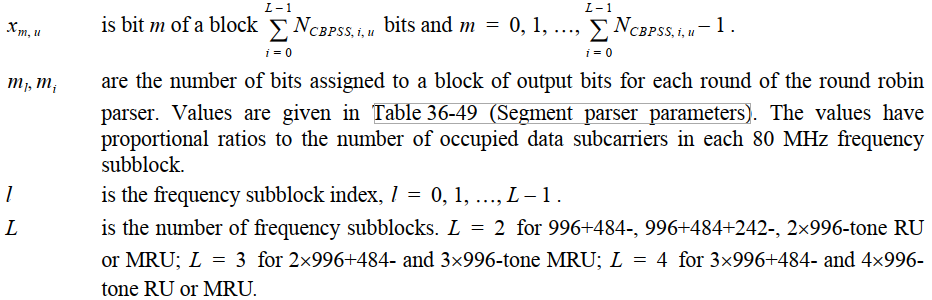 x_{m, u} is bit m of a block \sum_{i=0}^{L-1} N_{CBPSS, i, u} bits and m = 0, 1, …, \sum_{i=0}^{L-1} N_{CBPSS, i, u} – 1 .
m_l, m_i are the number of bits assigned to a block of output bits for each round of the round robin
parser. Values are given in Table 36-49 (Segment parser parameters). The values have
proportional ratios to the number of occupied data subcarriers in each 80 MHz frequency
subblock.
l is the frequency subblock index, l = 0, 1, …, L – 1 .
L is the number of frequency subblocks. L = 2 for 996+484-, 996+484+242-, 2×996-tone RU
or MRU; L = 3 for 2×996+484- and 3×996-tone MRU; L = 4 for 3×996+484- and 4×996-
tone RU or MRU.